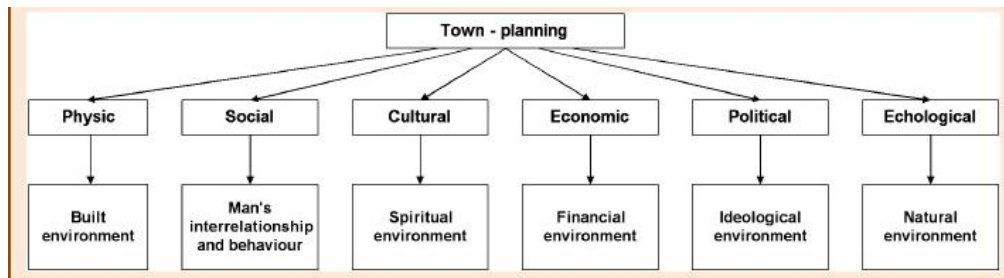 Town - planning
Physic
Social
Cultural
Economic
Political
Echological
Built
environment
Man's
interrelationship
and behaviour
Spiritual
environment
Financial
environment
Ideological
environment
Natural
environment